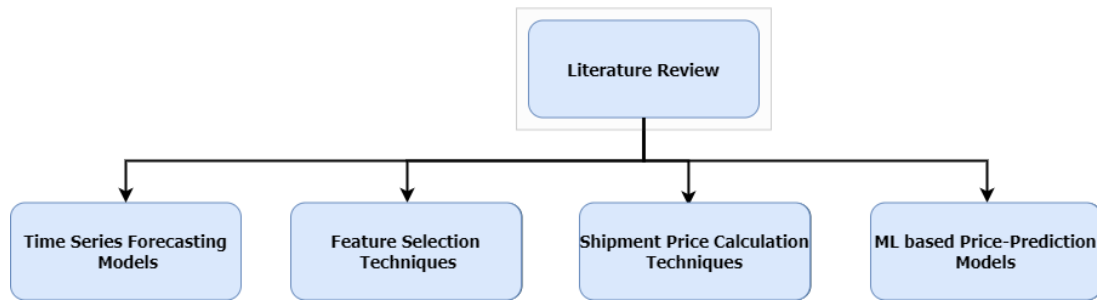 Literature Review
Time Series Forecasting
Models
Feature Selection
Techniques
Shipment Price Calculation
Techniques
ML based Price-Prediction
Models